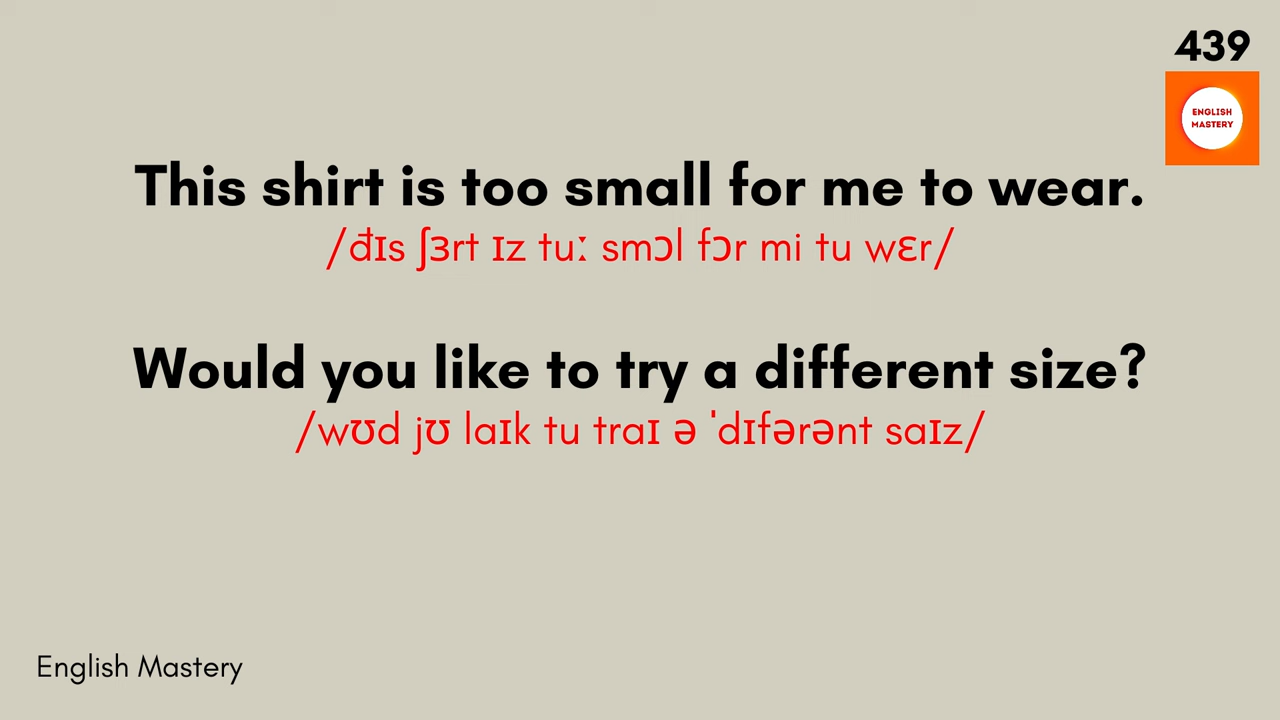 439
ENGLISH
MASTERY
This shirt is too small for me to wear.
/đɪs ʃɜrt ɪz tuː smɔl fɔr mi tu wɛr/
Would you like to try a different size?
/wʊd jʊ laɪk tu traɪ ə ˈdɪfərənt saɪz/
English Mastery